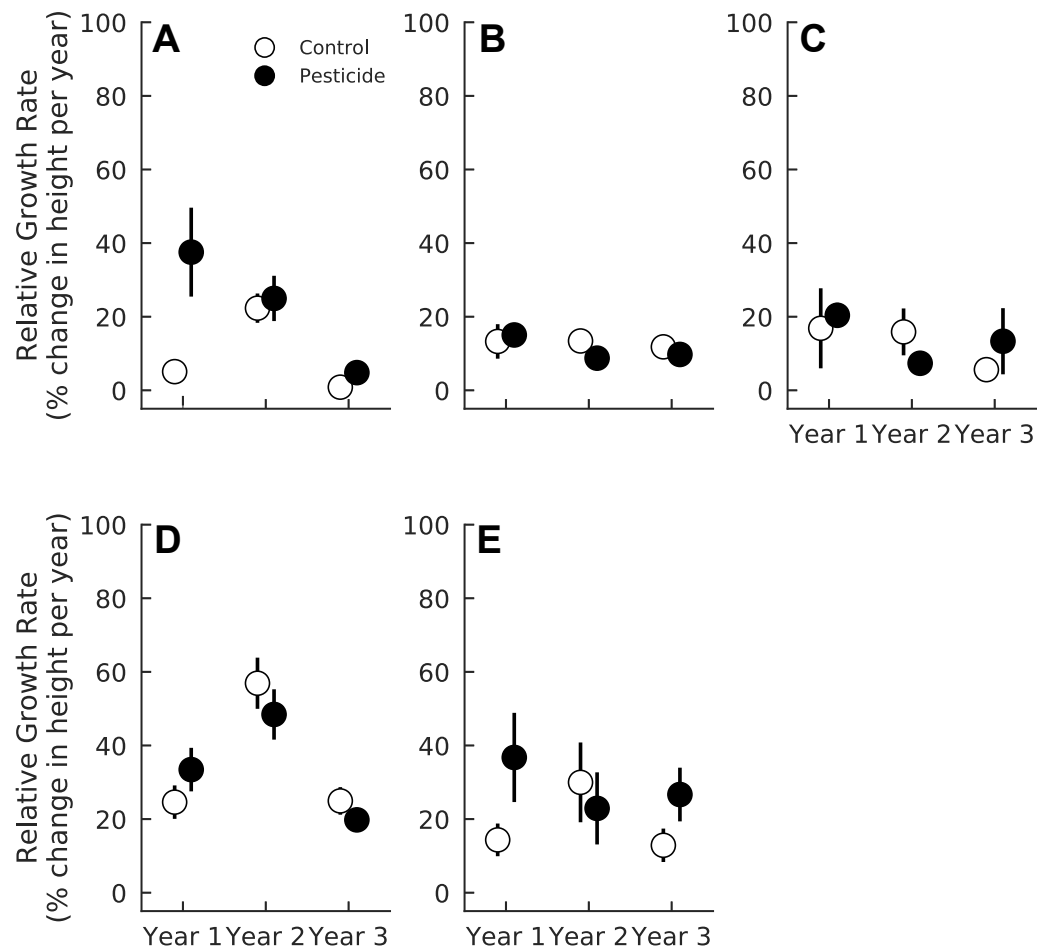 Relative Growth Rate
(% change in height per year)
100
80
60
40
20
0
A
Control
Pesticide
100
80
60
40
20
0
B
100
80
60
40
20
0
C
Year 1 Year 2 Year 3
Relative Growth Rate
(% change in height per year)
100
80
60
40
20
0
D
Year 1 Year 2 Year 3
100
80
60
40
20
0
E
Year 1 Year 2 Year 3